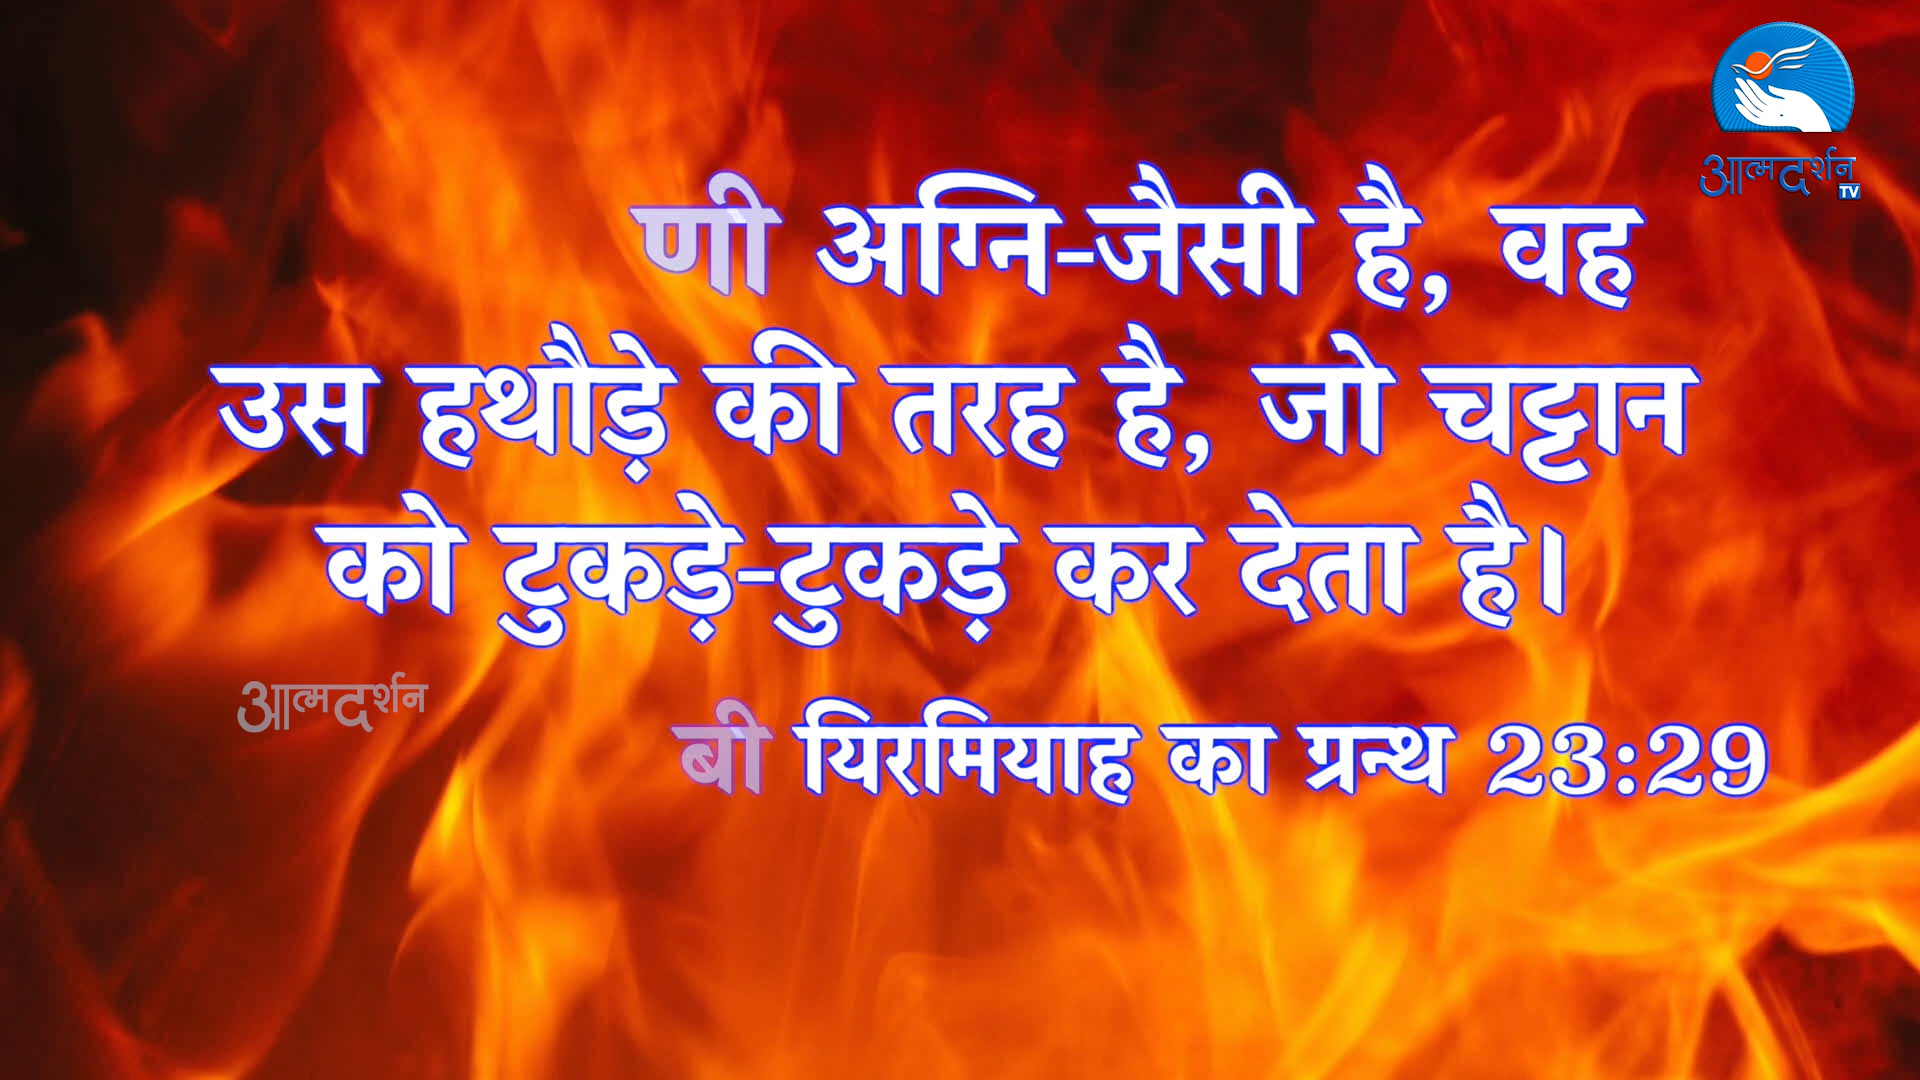 आत्मदर्शन
TV
णी अग्नि-जैसी है, वह
उस हथौड़े की तरह है, जो चट्टान
को टुकड़े-टुकड़े कर देता है।
आत्मदर्शन
बी यिरमियाह का ग्रन्थ 23:29